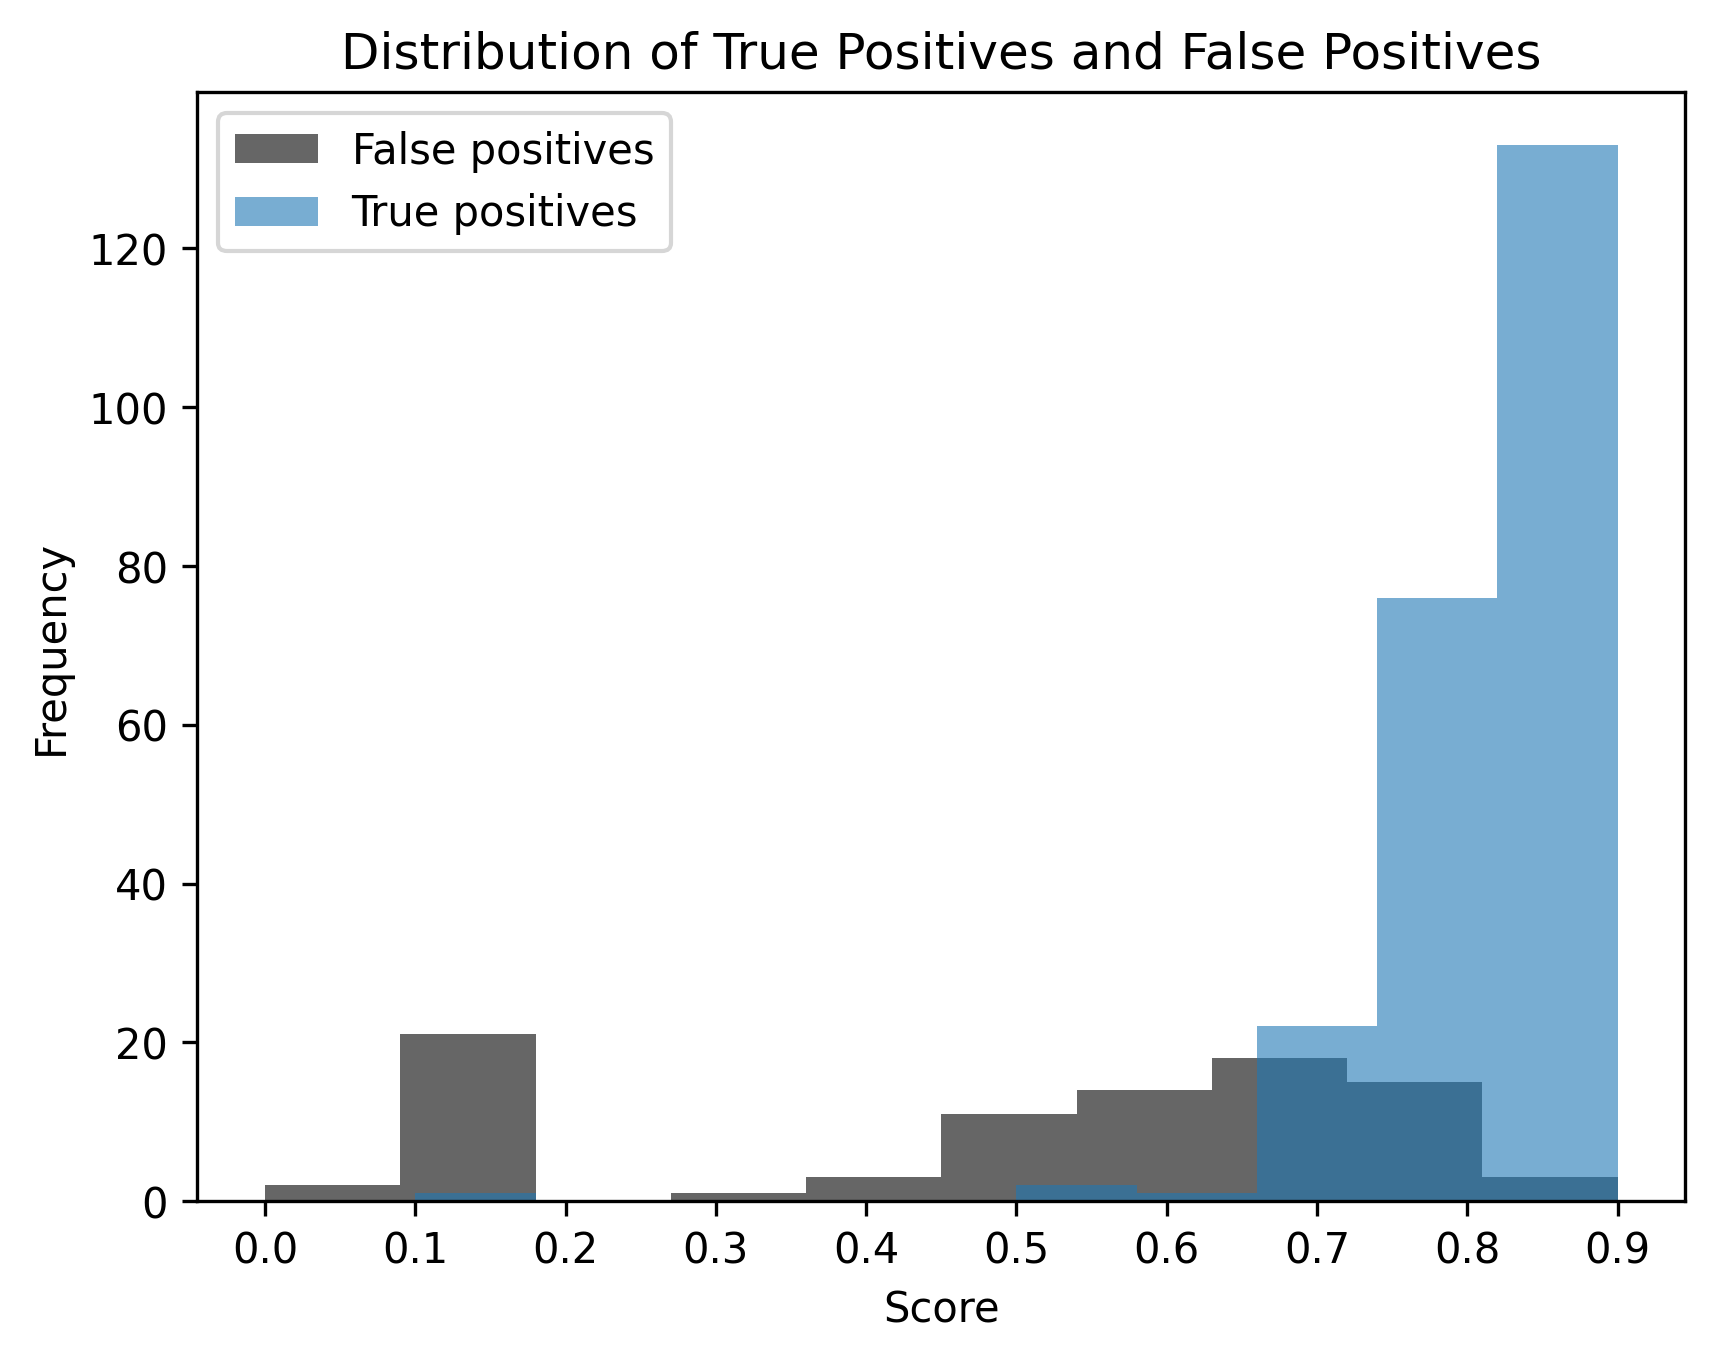 Distribution of True Positives and False Positives
False positives
True positives
120
100
80
60
40
20
0
Frequency
0.0 0.1 0.2 0.3 0.4 0.5 0.6 0.7 0.8 0.9
Score